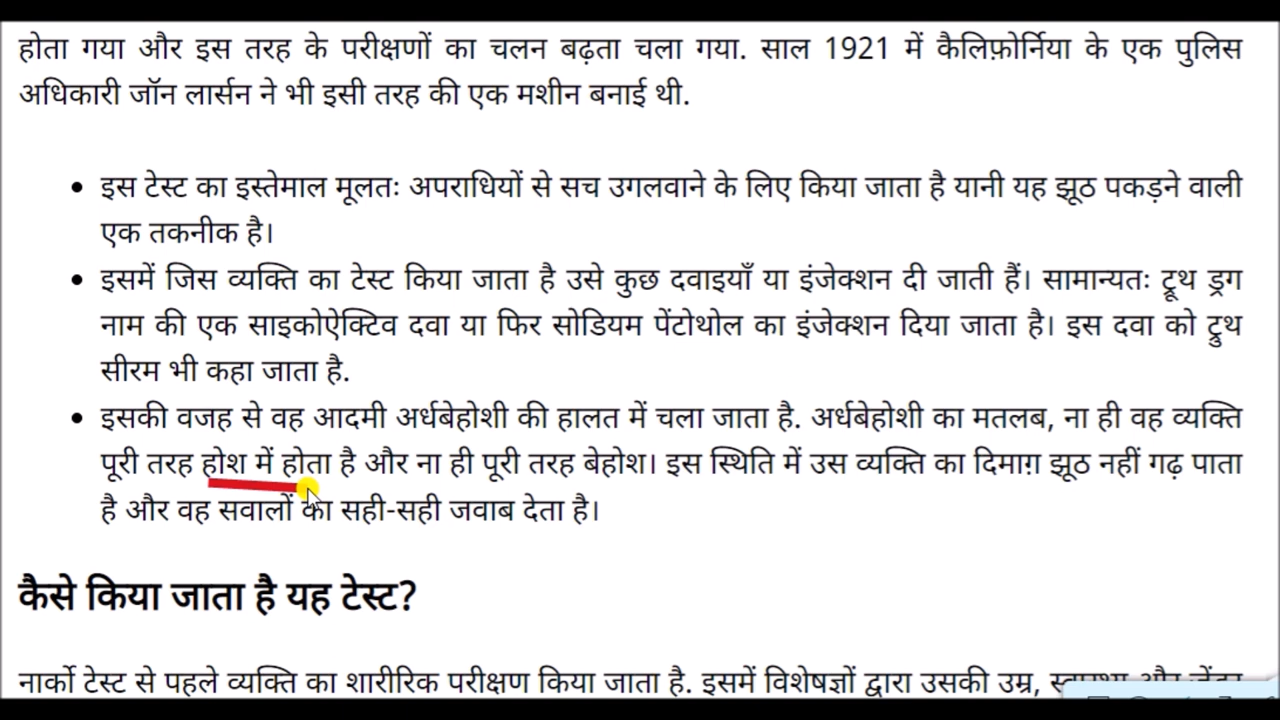 होता गया और इस तरह के परीक्षणों का चलन बढ़ता चला गया. साल 1921 में कैलिफ़ोर्निया के एक पुलिस
अधिकारी जॉन लार्सन ने भी इसी तरह की एक मशीन बनाई थी.
• इस टेस्ट का इस्तेमाल मूलतः अपराधियों से सच उगलवाने के लिए किया जाता है यानी यह झूठ पकड़ने वाली
एक तकनीक है।
• इसमें जिस व्यक्ति का टेस्ट किया जाता है उसे कुछ दवाइयाँ या इंजेक्शन दी जाती हैं। सामान्यतः ट्रूथ ड्रग
नाम की एक साइकोऐक्टिव दवा या फिर सोडियम पेंटोथोल का इंजेक्शन दिया जाता है। इस दवा को ट्रुथ
सीरम भी कहा जाता है.
• इसकी वजह से वह आदमी अर्धबेहोशी की हालत में चला जाता है. अर्धबेहोशी का मतलब, ना ही वह व्यक्ति
पूरी तरह होश में होता है और ना ही पूरी तरह बेहोश। इस स्थिति में उस व्यक्ति का दिमाग़ झूठ नहीं गढ़ पाता
है और वह सवालों का सही-सही जवाब देता है।
कैसे किया जाता है यह टेस्ट?
नार्को टेस्ट से पहले व्यक्ति का शारीरिक परीक्षण किया जाता है. इसमें विशेषज्ञों द्वारा उसकी उम्र,